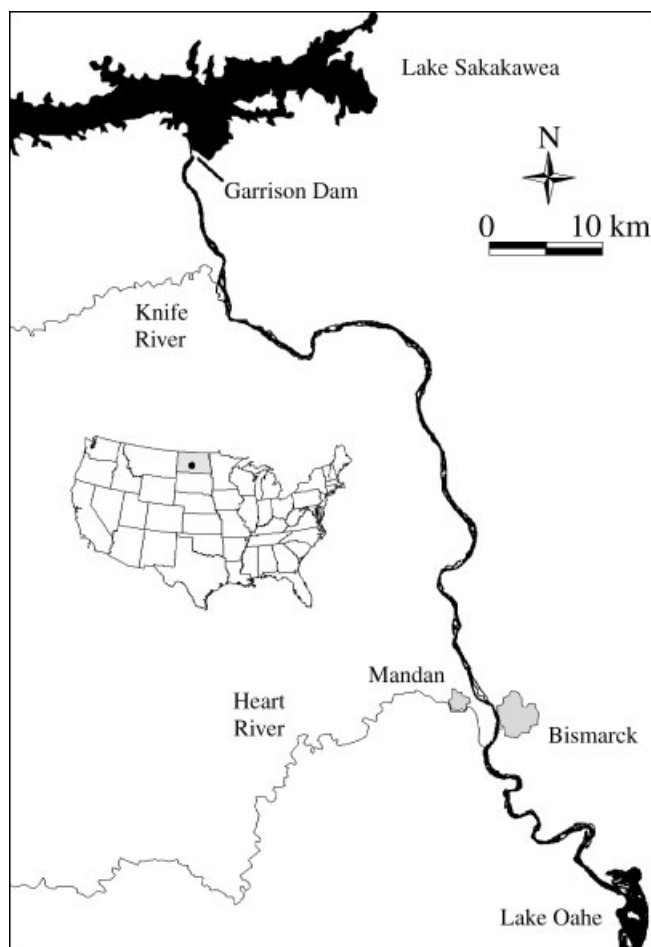 Lake Sakakawea
N
Garrison Dam
0 10 km
Knife
River
Mandan
Heart
River
Bismarck
Lake Oahe